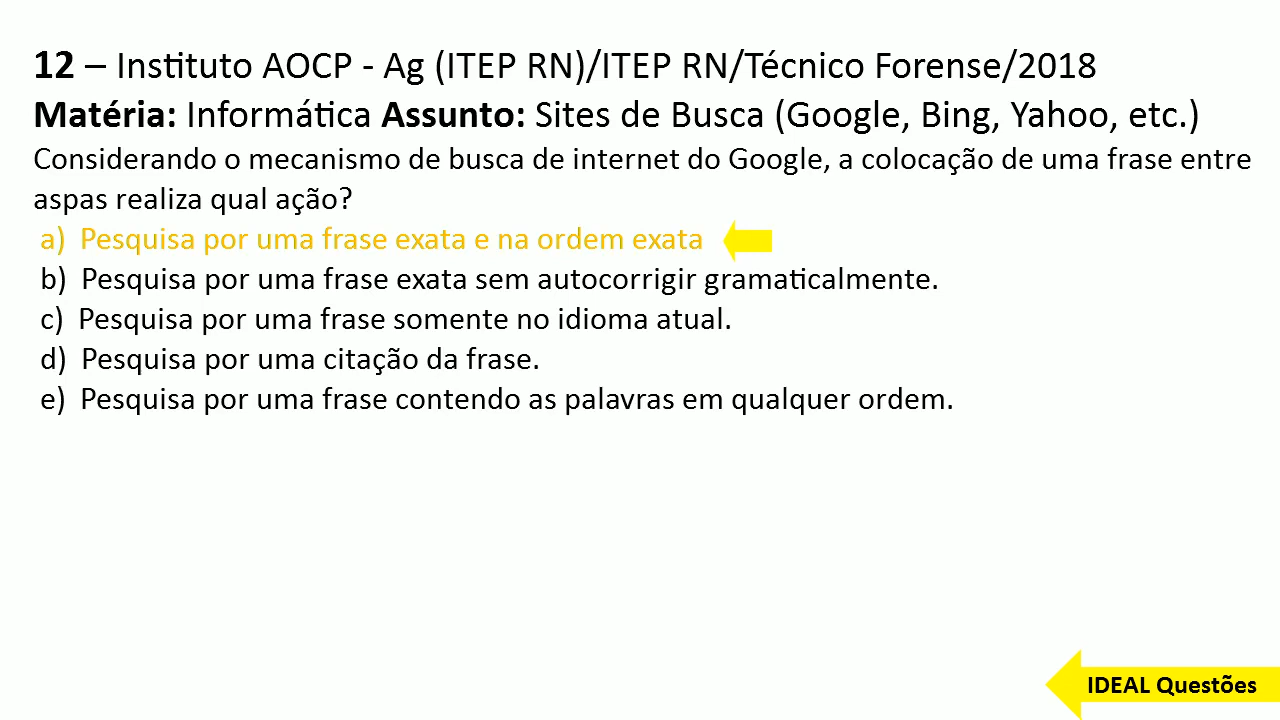 12 – Instituto AOCP - Ag (ITEP RN)/ITEP RN/Técnico Forense/2018
Matéria: Informática Assunto: Sites de Busca (Google, Bing, Yahoo, etc.)
Considerando o mecanismo de busca de internet do Google, a colocação de uma frase entre
aspas realiza qual ação?
a) Pesquisa por uma frase exata e na ordem exata
b) Pesquisa por uma frase exata sem autocorrigir gramaticalmente.
c) Pesquisa por uma frase somente no idioma atual.
d) Pesquisa por uma citação da frase.
e) Pesquisa por uma frase contendo as palavras em qualquer ordem.
IDEAL Questões